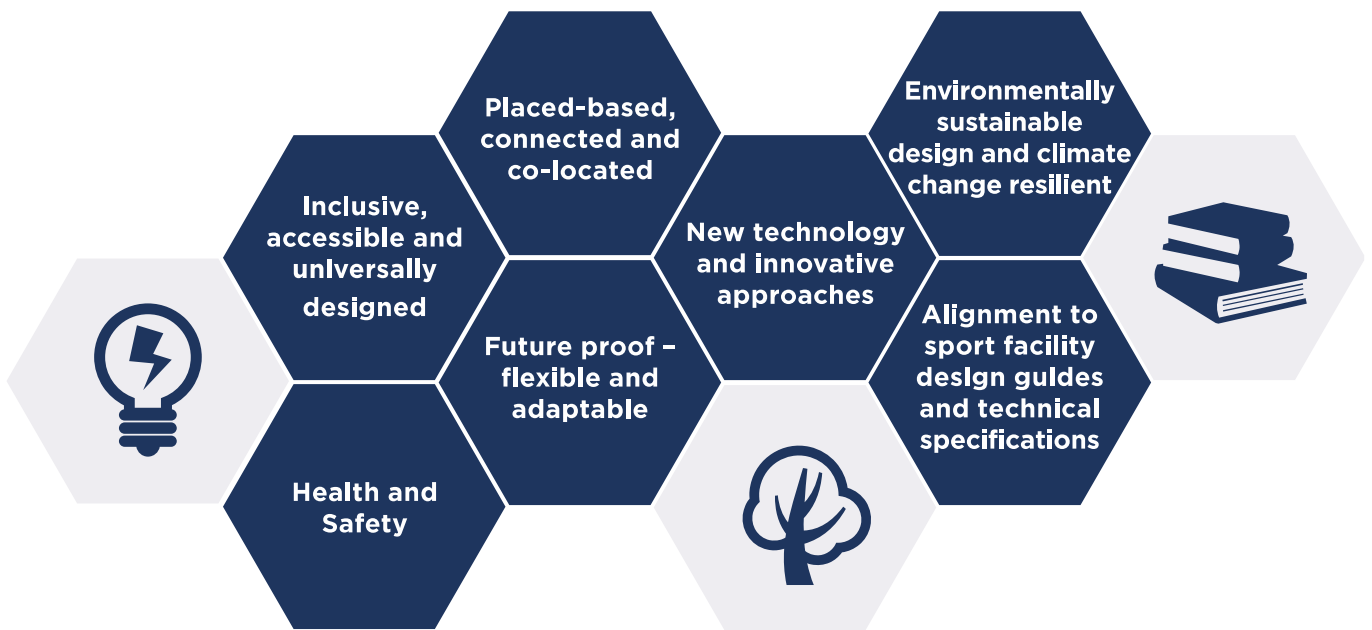 Placed-based,
connected and
co-located
Environmentally
sustainable
design and climate
change resilient
Inclusive,
accessible and
universally
designed
New technology
and innovative
approaches
Future proof –
flexible and
adaptable
Alignment to
sport facility
design guides
and technical
specifications
Health and
Safety